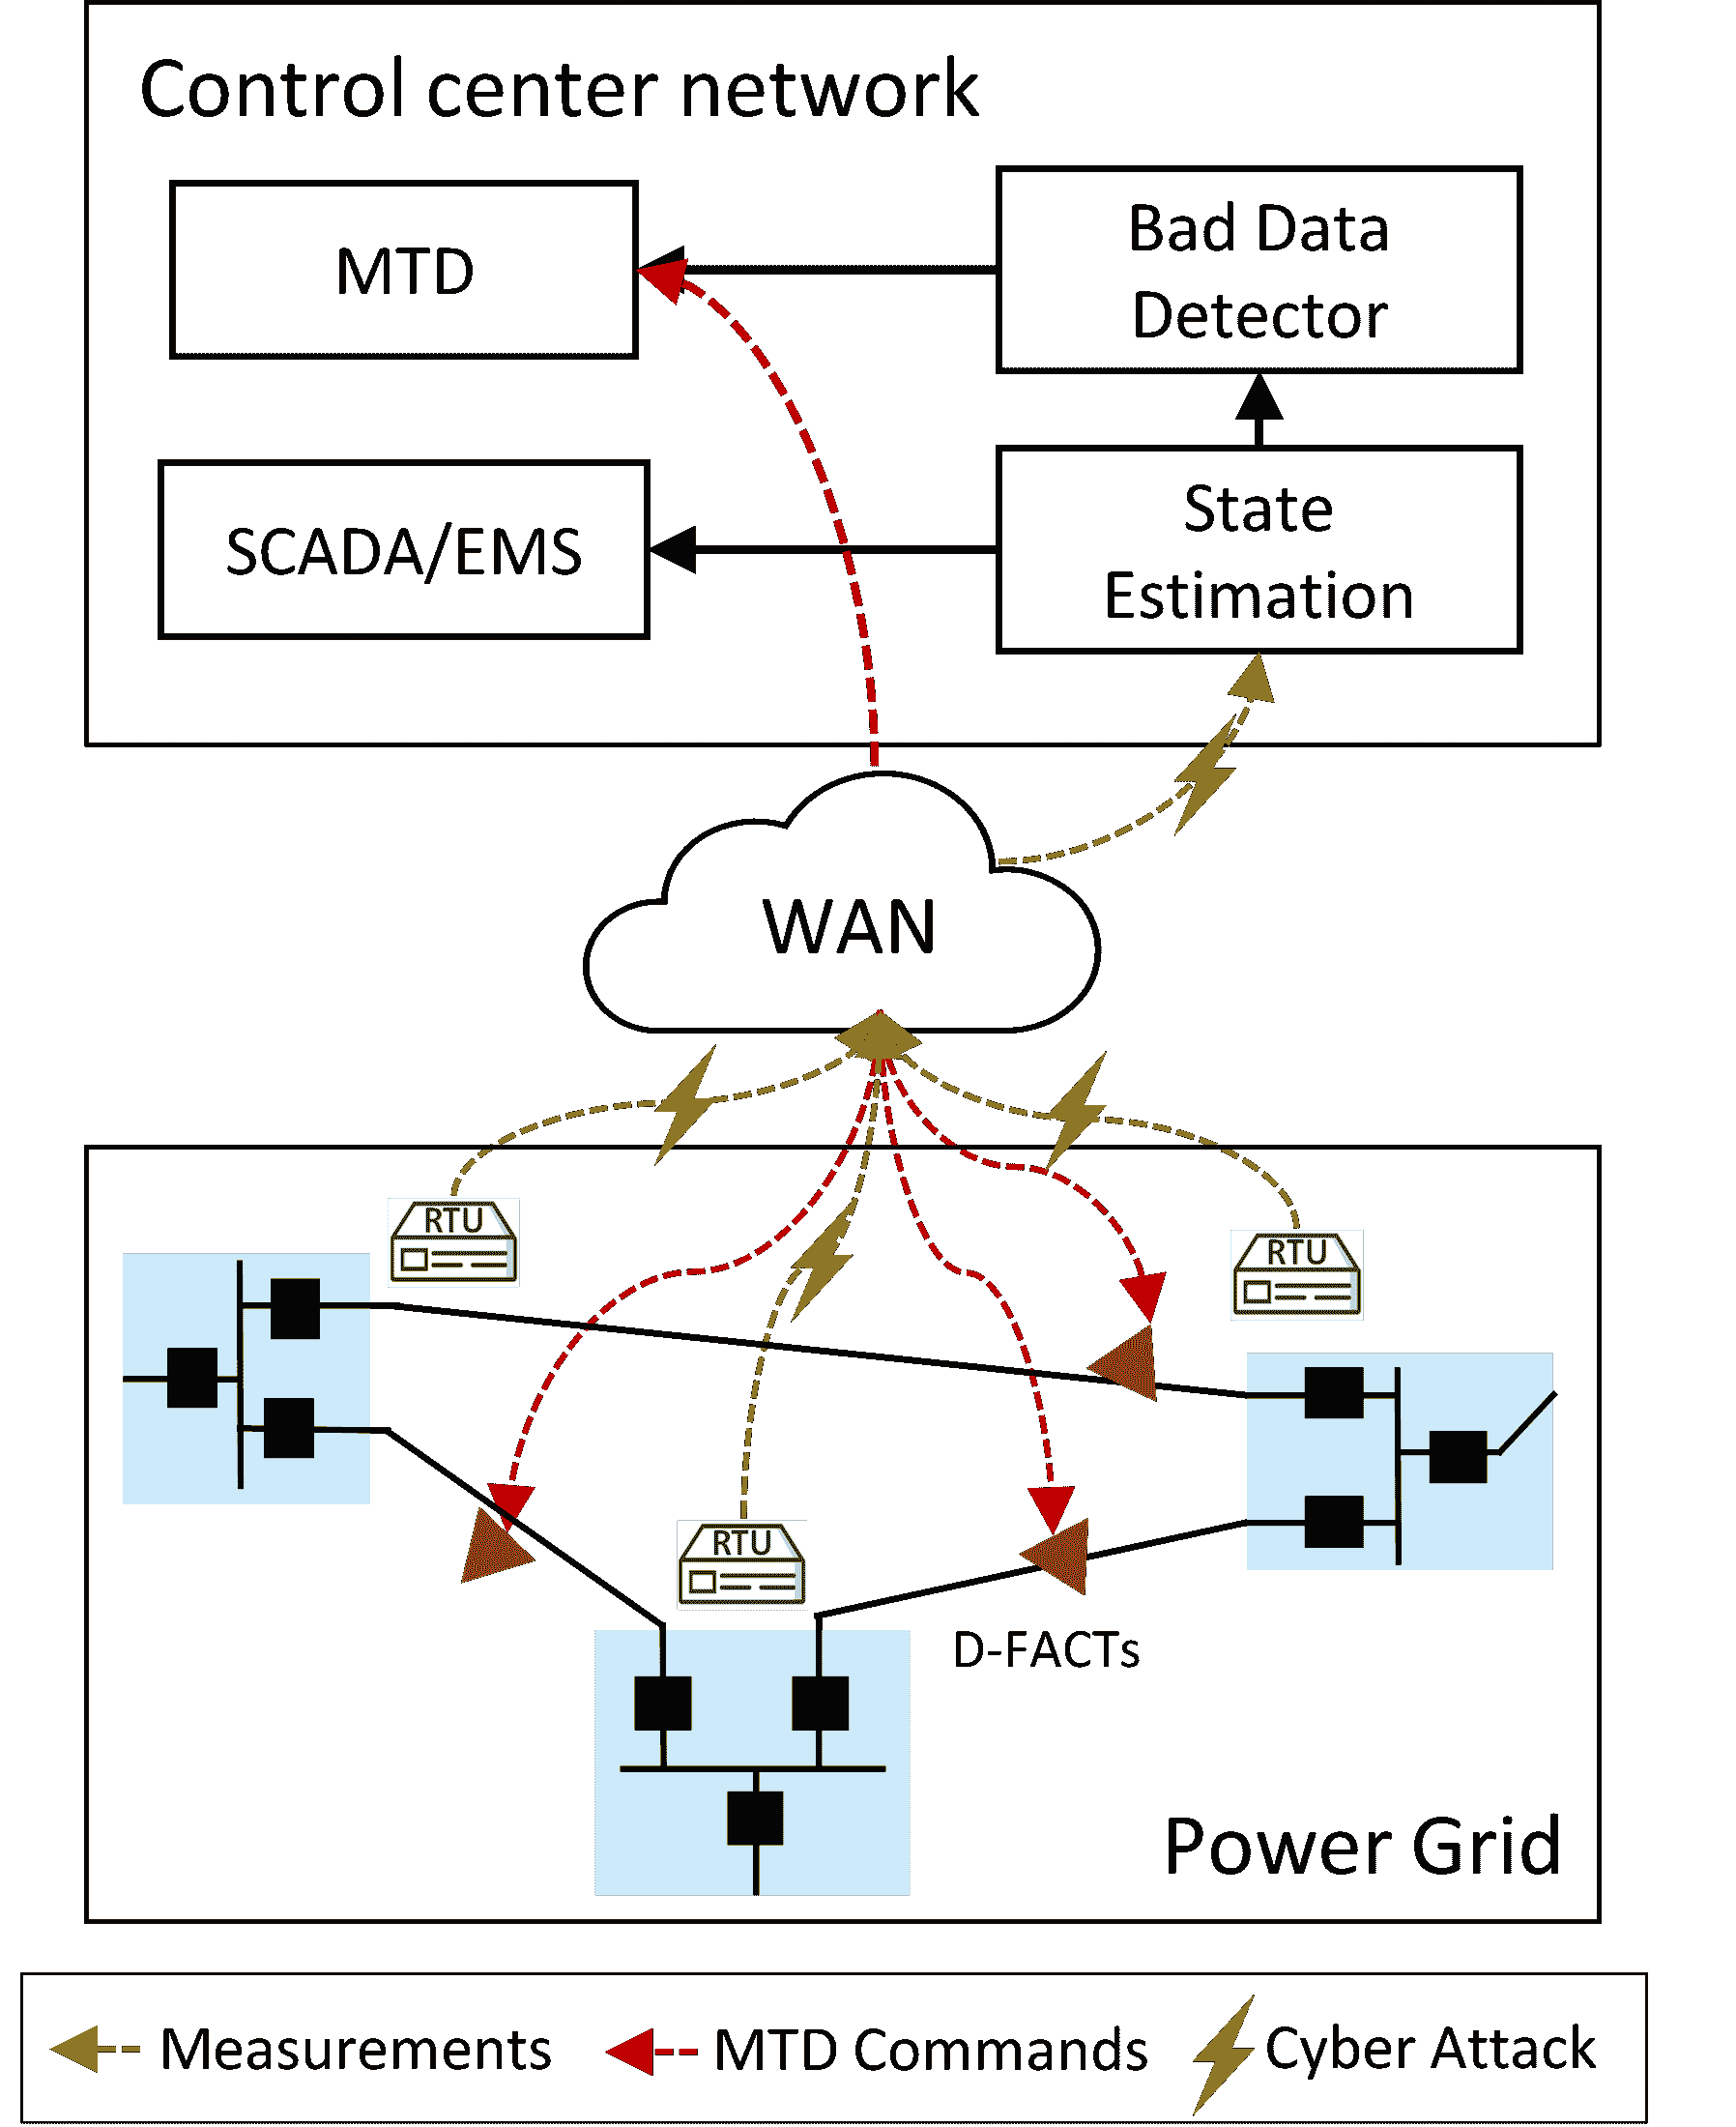 Control center network
MTD
Bad Data
Detector
SCADA/EMS
State
Estimation
WAN
RTU
RTU
RTU
D-FACTs
Power Grid
Measurements
MTD Commands
Cyber Attack